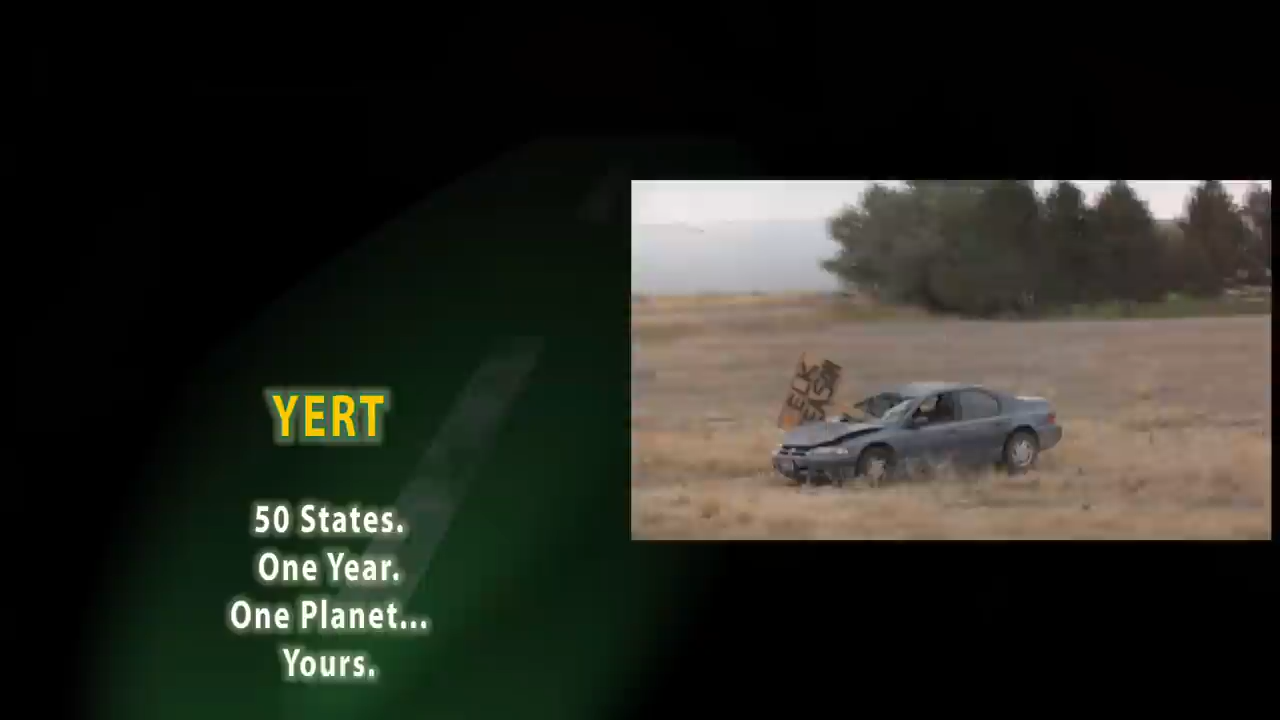 YERT
50 States.
One Year.
One Planet...
Yours.